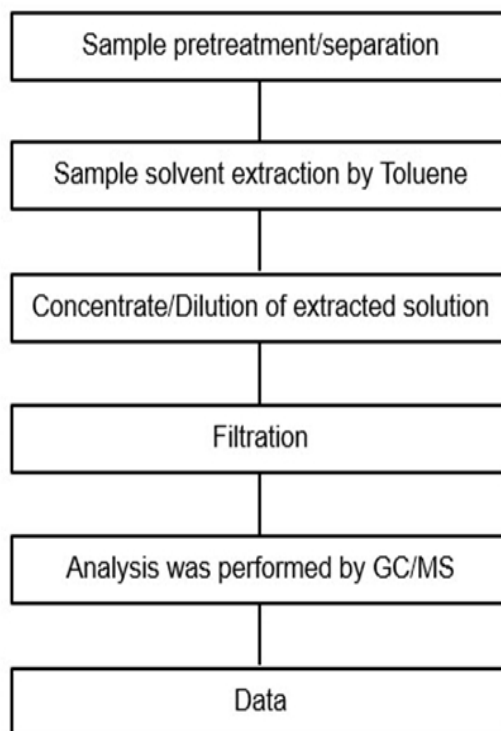 Sample pretreatment/separation
Sample solvent extraction by Toluene
Concentrate/Dilution of extracted solution
Filtration
Analysis was performed by GC/MS
Data